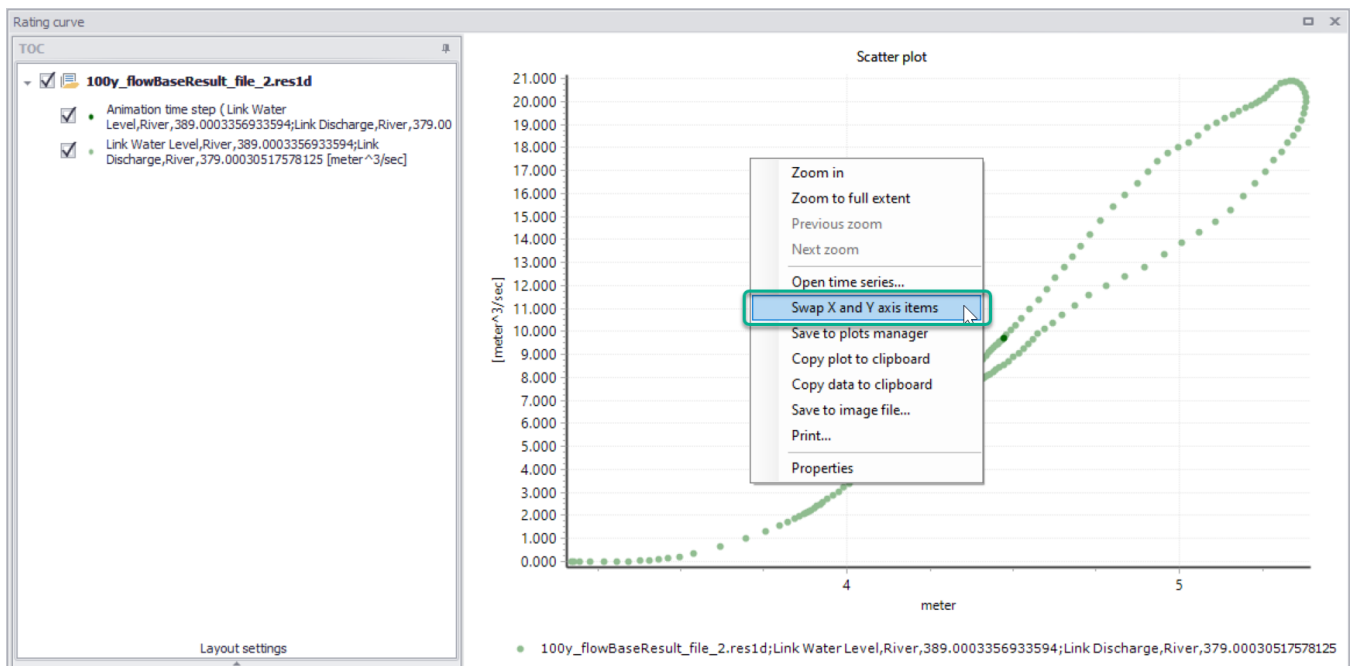 Rating curve
TOC
100y_flowBaseResult_file_2.res1d
Animation time step ( Link Water
Level,River,389.0003356933594;Link Discharge,River,379.00
Link Water Level,River,389.0003356933594;Link
Discharge,River,379.00030517578125 [meter^3/sec]
Layout settings
Scatter plot
21.000
20.000
19.000
18.000
17.000
16.000
15.000
14.000
13.000
12.000
11.000
10.000
9.000
8.000
7.000
6.000
5.000
4.000
3.000
2.000
1.000
0.000
[meter^3/sec]
Zoom in
Zoom to full extent
Previous zoom
Next zoom
Open time series...
Swap X and Y axis items
Save to plots manager
Copy plot to clipboard
Copy data to clipboard
Save to image file...
Print...
Properties
4
5
meter
100y_flowBaseResult_file_2.res1d;Link Water Level,River,389.0003356933594;Link Discharge,River,379.00030517578125